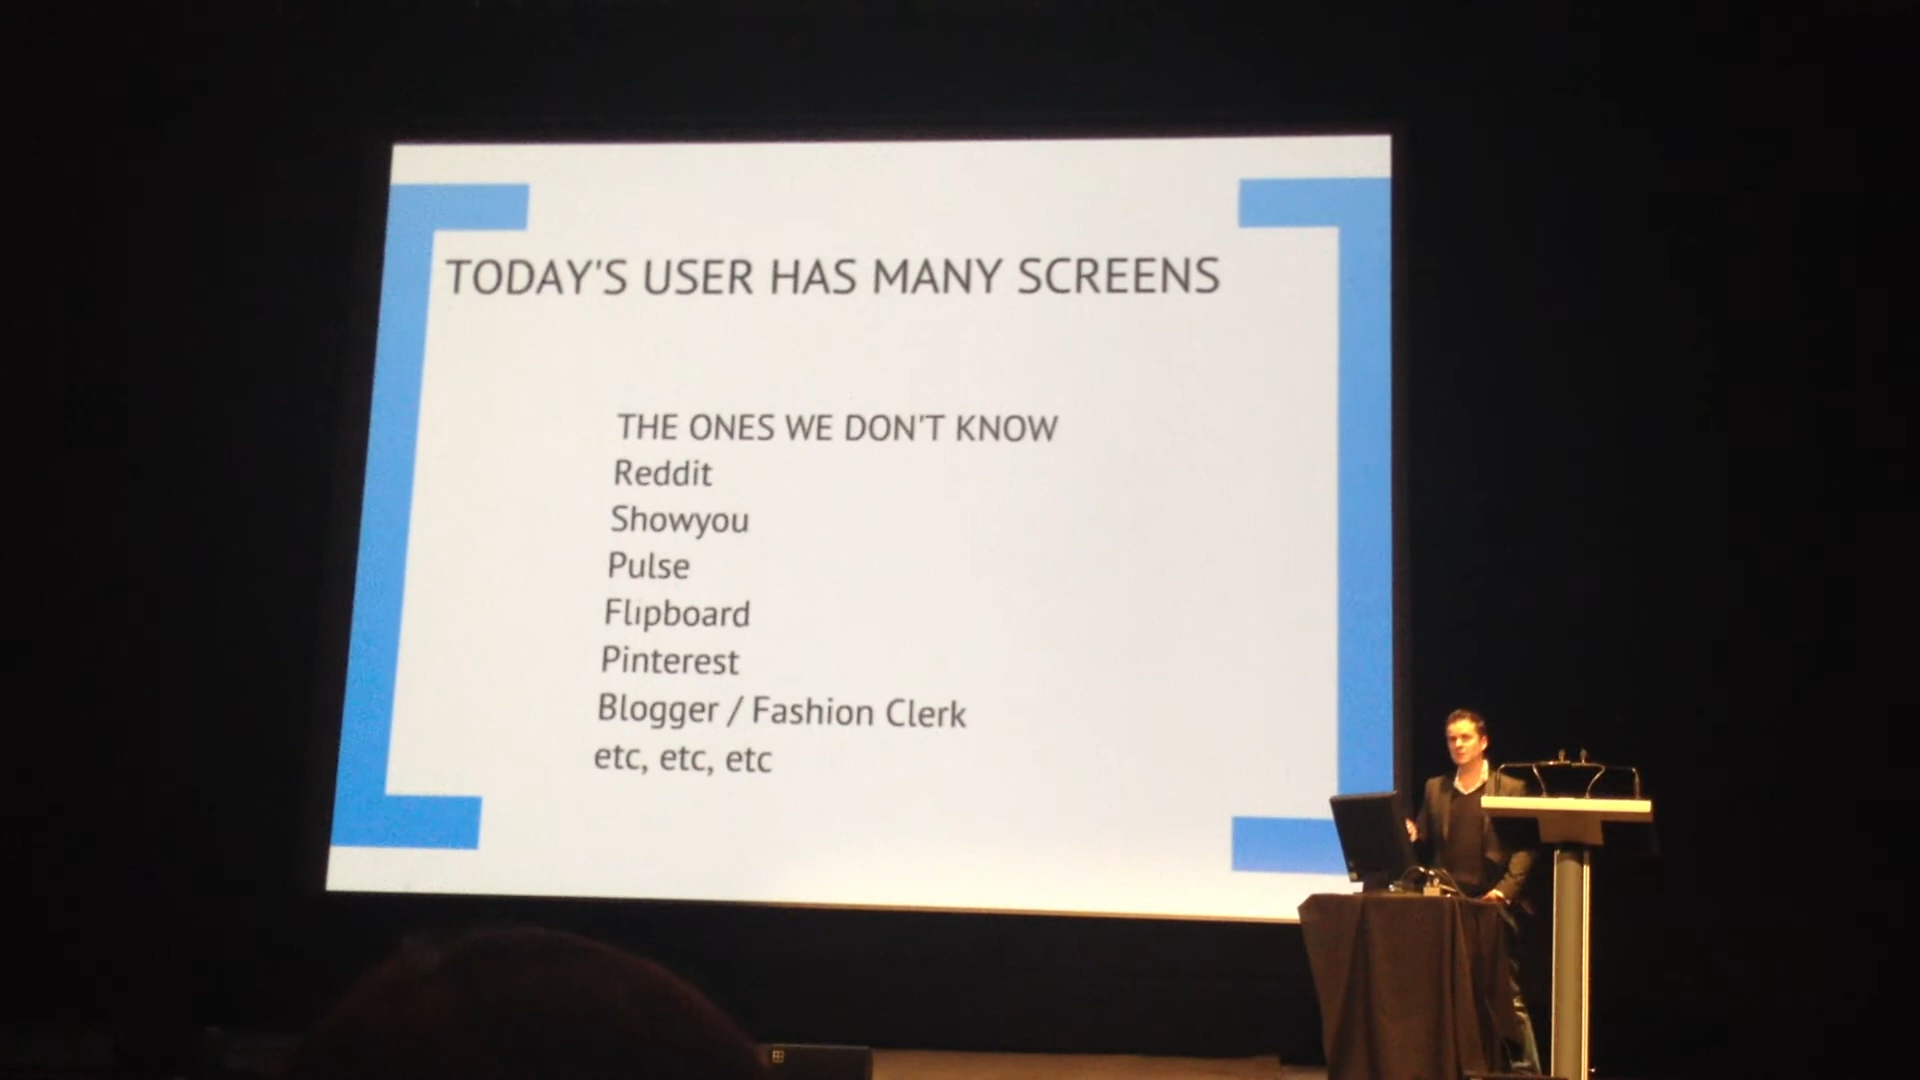 TODAY'S USER HAS MANY SCREENS
THE ONES WE DON'T KNOW
Reddit
Showyou
Pulse
Flipboard
Pinterest
Blogger / Fashion Clerk
etc, etc, etc